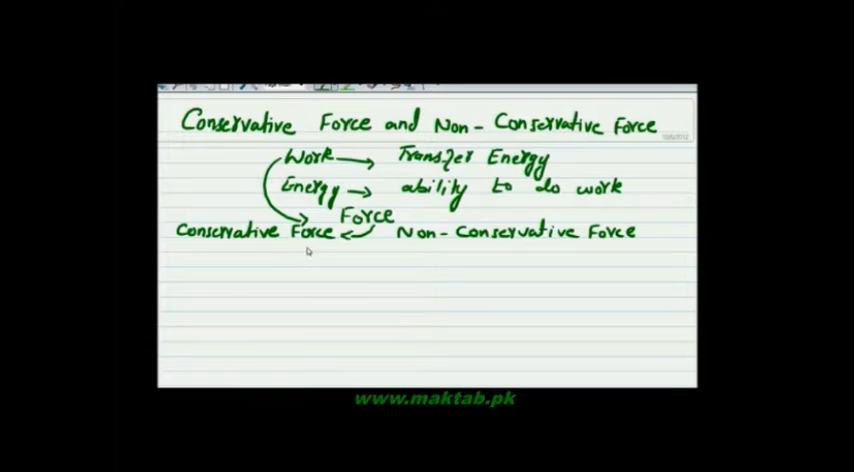 Conservative Force and Non-Conservative Force
Work → Transfer Energy
Energy → ability to do work
Force
Conservative Force Non-Conservative Force
www.maktab.pk